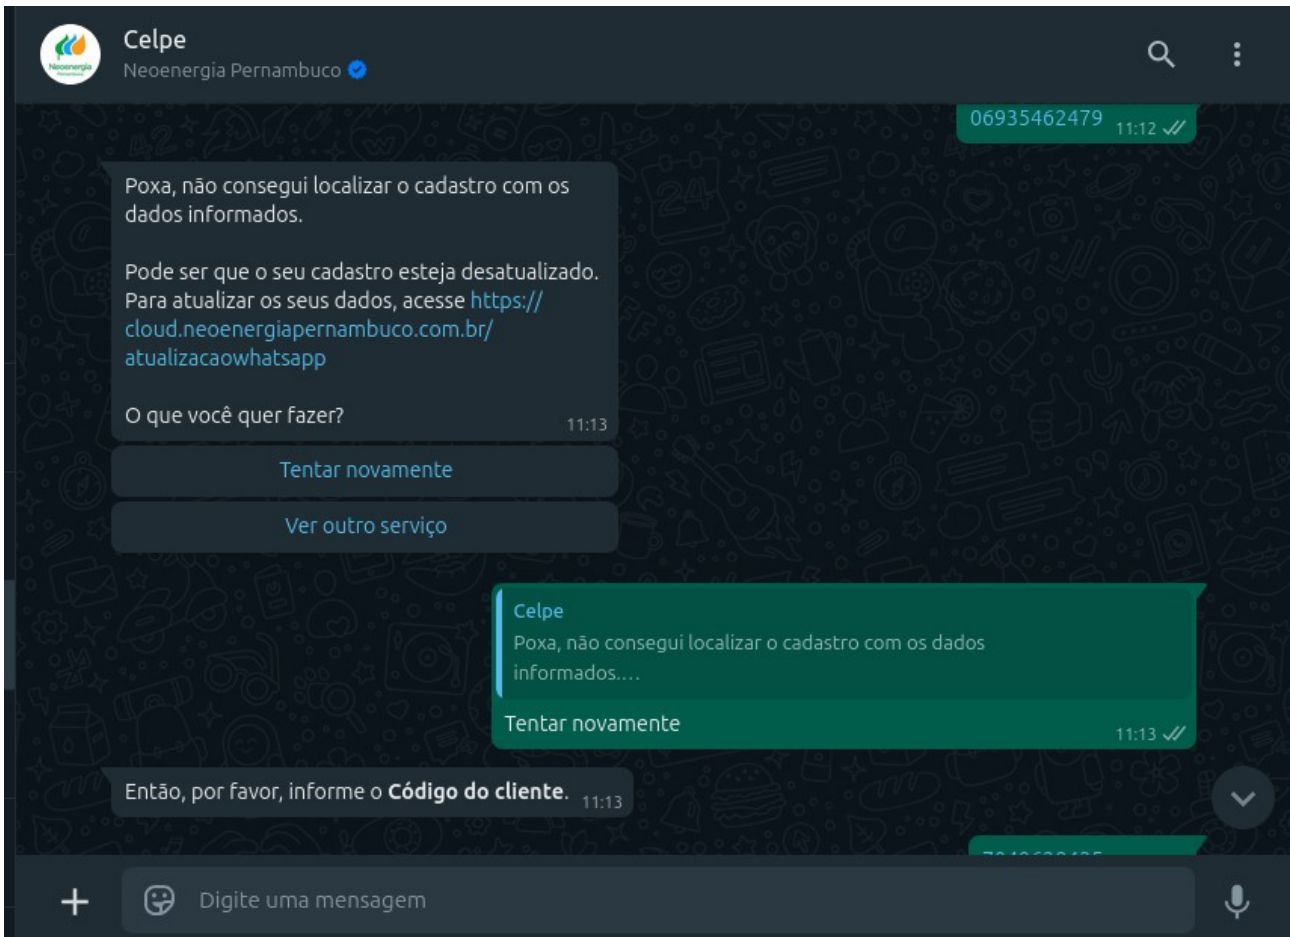 Celpe
Neoenergia Pernambuco
Neoenergia
06935462479 11:12
Poxa, não consegui localizar o cadastro com os
dados informados.
Pode ser que o seu cadastro esteja desatualizado.
Para atualizar os seus dados, acesse https://
cloud.neoenergiapernambuco.com.br/
atualizacaowhatsapp
O que você quer fazer? 11:13
Tentar novamente
Ver outro serviço
Celpe
Poxa, não consegui localizar o cadastro com os dados
informados....
Tentar novamente 11:13
Então, por favor, informe o Código do cliente. 11:13
Digite uma mensagem